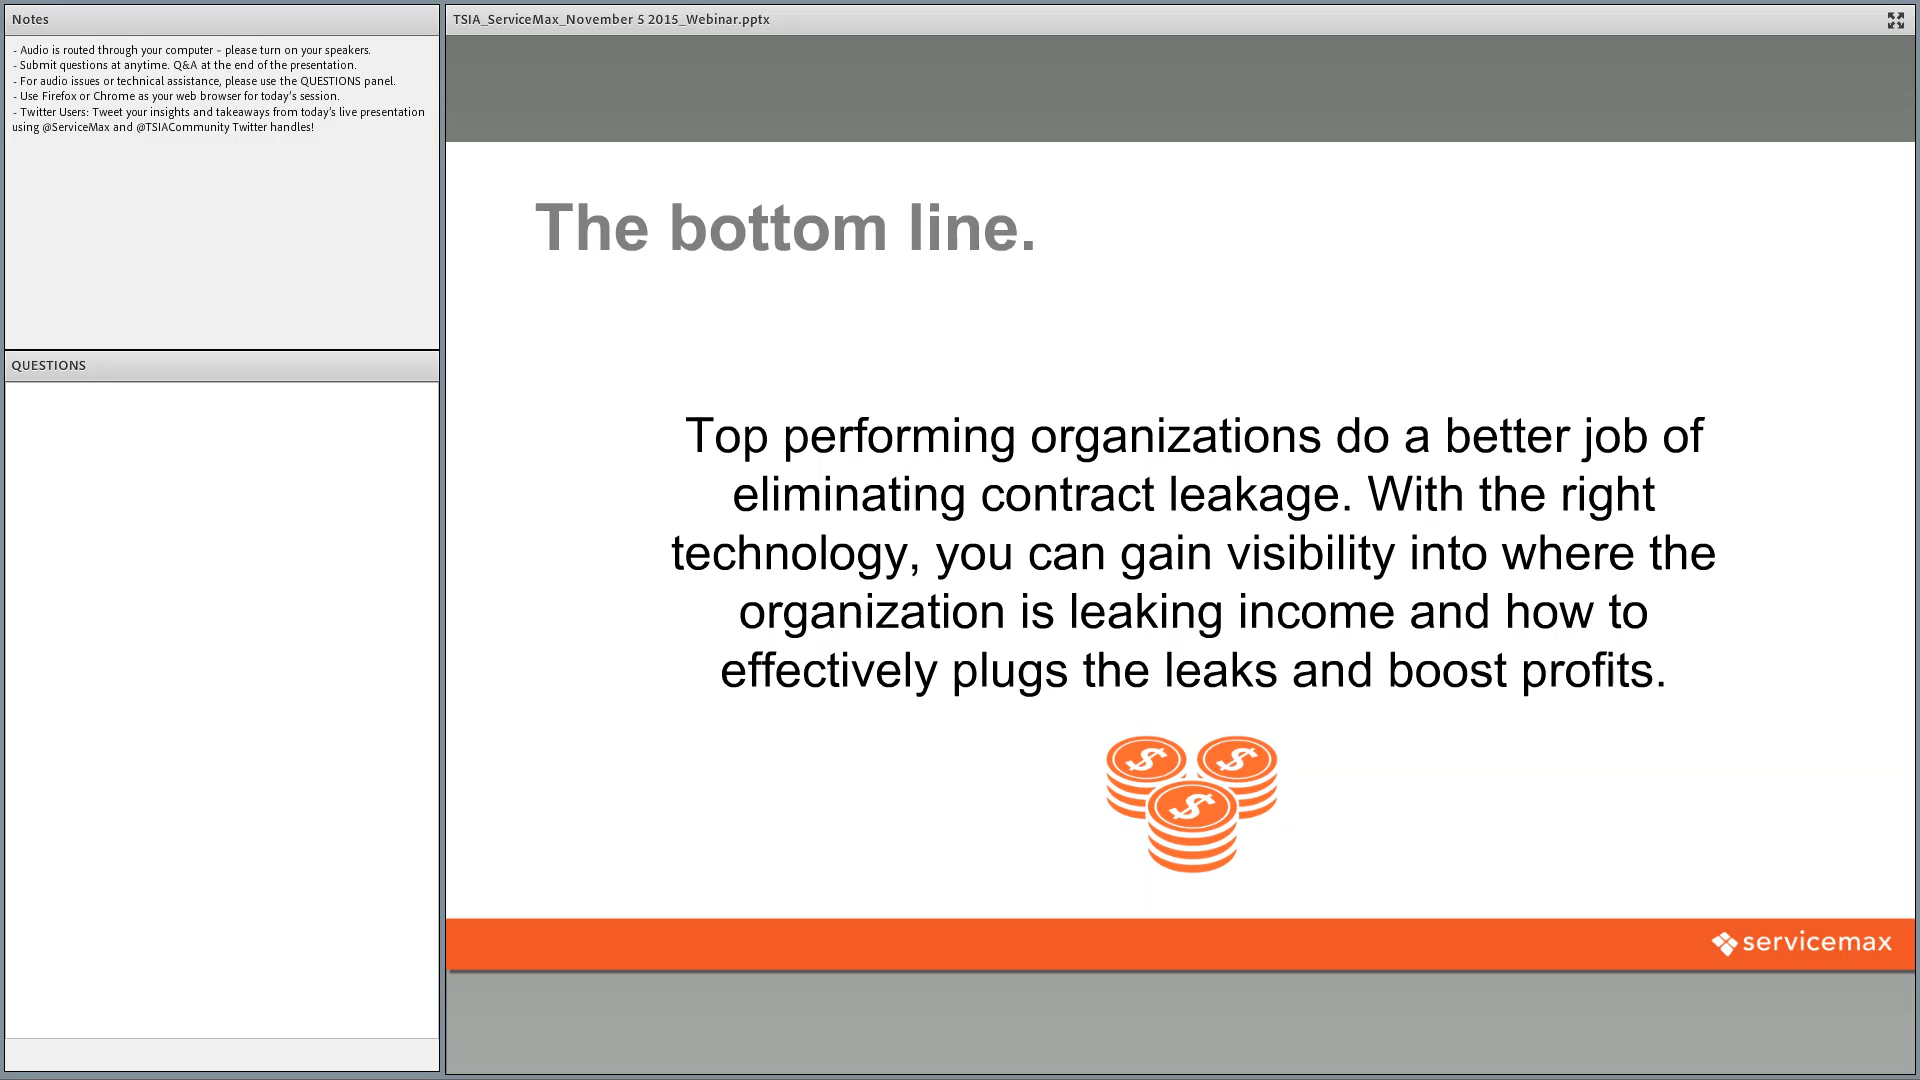 Notes
- Audio is routed through your computer – please turn on your speakers.
- Submit questions at anytime. Q&A at the end of the presentation.
- For audio issues or technical assistance, please use the QUESTIONS panel.
- Use Firefox or Chrome as your web browser for today's session.
- Twitter Users: Tweet your insights and takeaways from today's live presentation
using @ServiceMax and @TSIACommunity Twitter handles!
QUESTIONS
TSIA_ServiceMax_November 5 2015_Webinar.pptx
The bottom line.
Top performing organizations do a better job of
eliminating contract leakage. With the right
technology, you can gain visibility into where the
organization is leaking income and how to
effectively plugs the leaks and boost profits.
$ $
$
servicemax